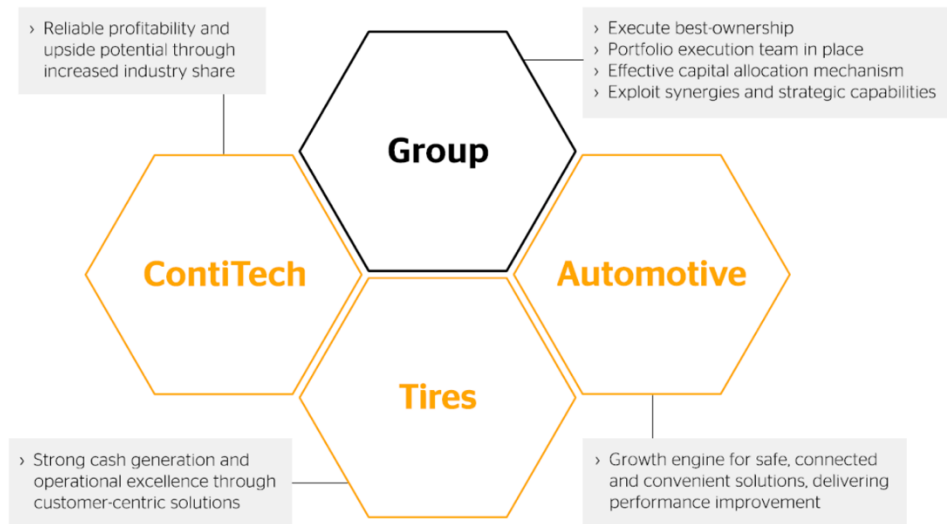 › Reliable profitability and
upside potential through
increased industry share
› Execute best-ownership
› Portfolio execution team in place
› Effective capital allocation mechanism
› Exploit synergies and strategic capabilities
Group
ContiTech
Automotive
Tires
› Strong cash generation and
operational excellence through
customer-centric solutions
› Growth engine for safe, connected
and convenient solutions, delivering
performance improvement